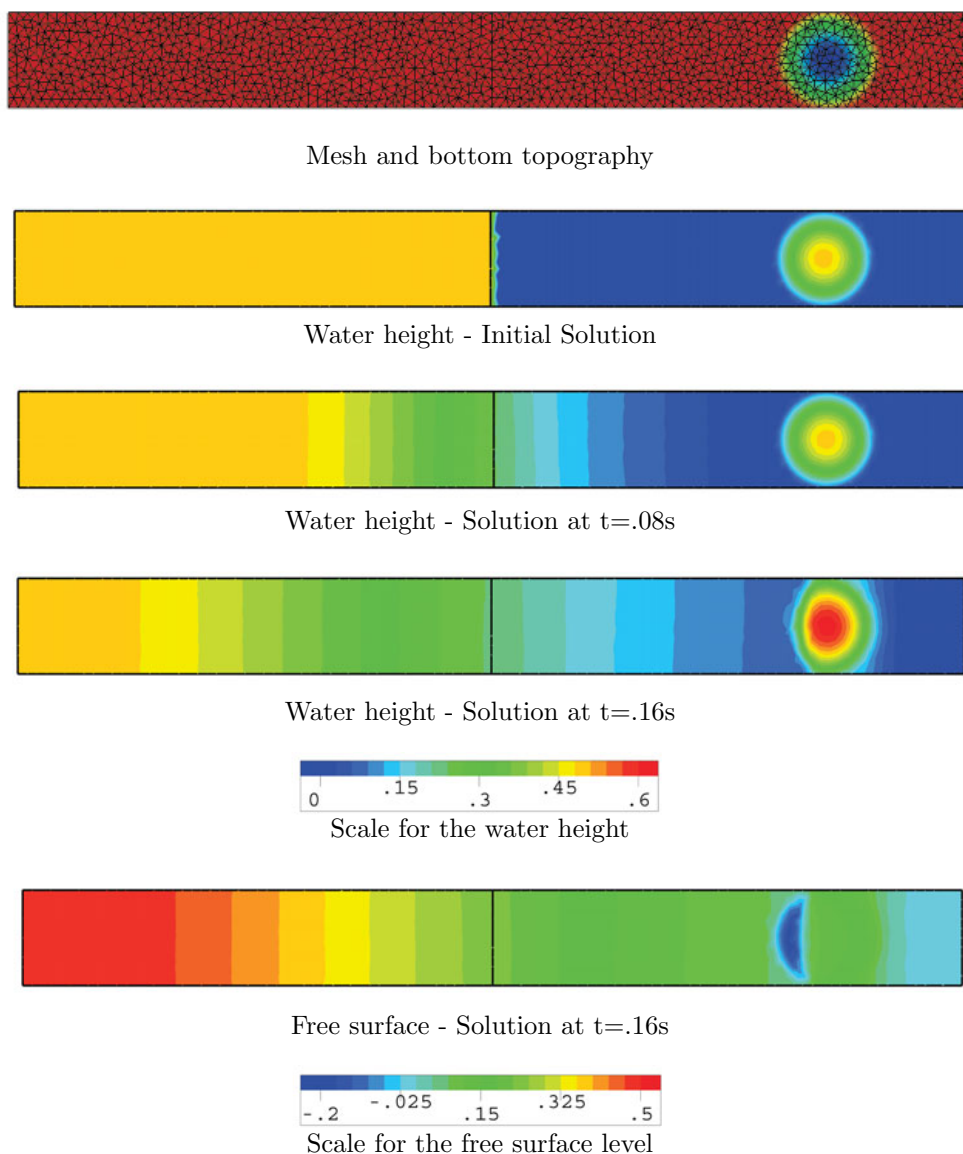 Mesh and bottom topography
Water height - Initial Solution
Water height - Solution at t=.08s
Water height - Solution at t=.16s
0 .15 .3 .45 .6
Scale for the water height
Free surface - Solution at t=.16s
-.2 -.025 .15 .325 .5
Scale for the free surface level